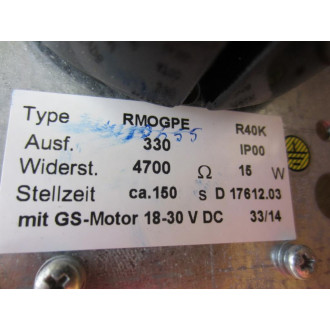 Type RMOGPE R40K
Ausf. 330 IP00
Widerst. 4700 Ω 15 W
Stellzeit ca.150 s D 17612.03
mit GS-Motor 18-30 V DC 33/14